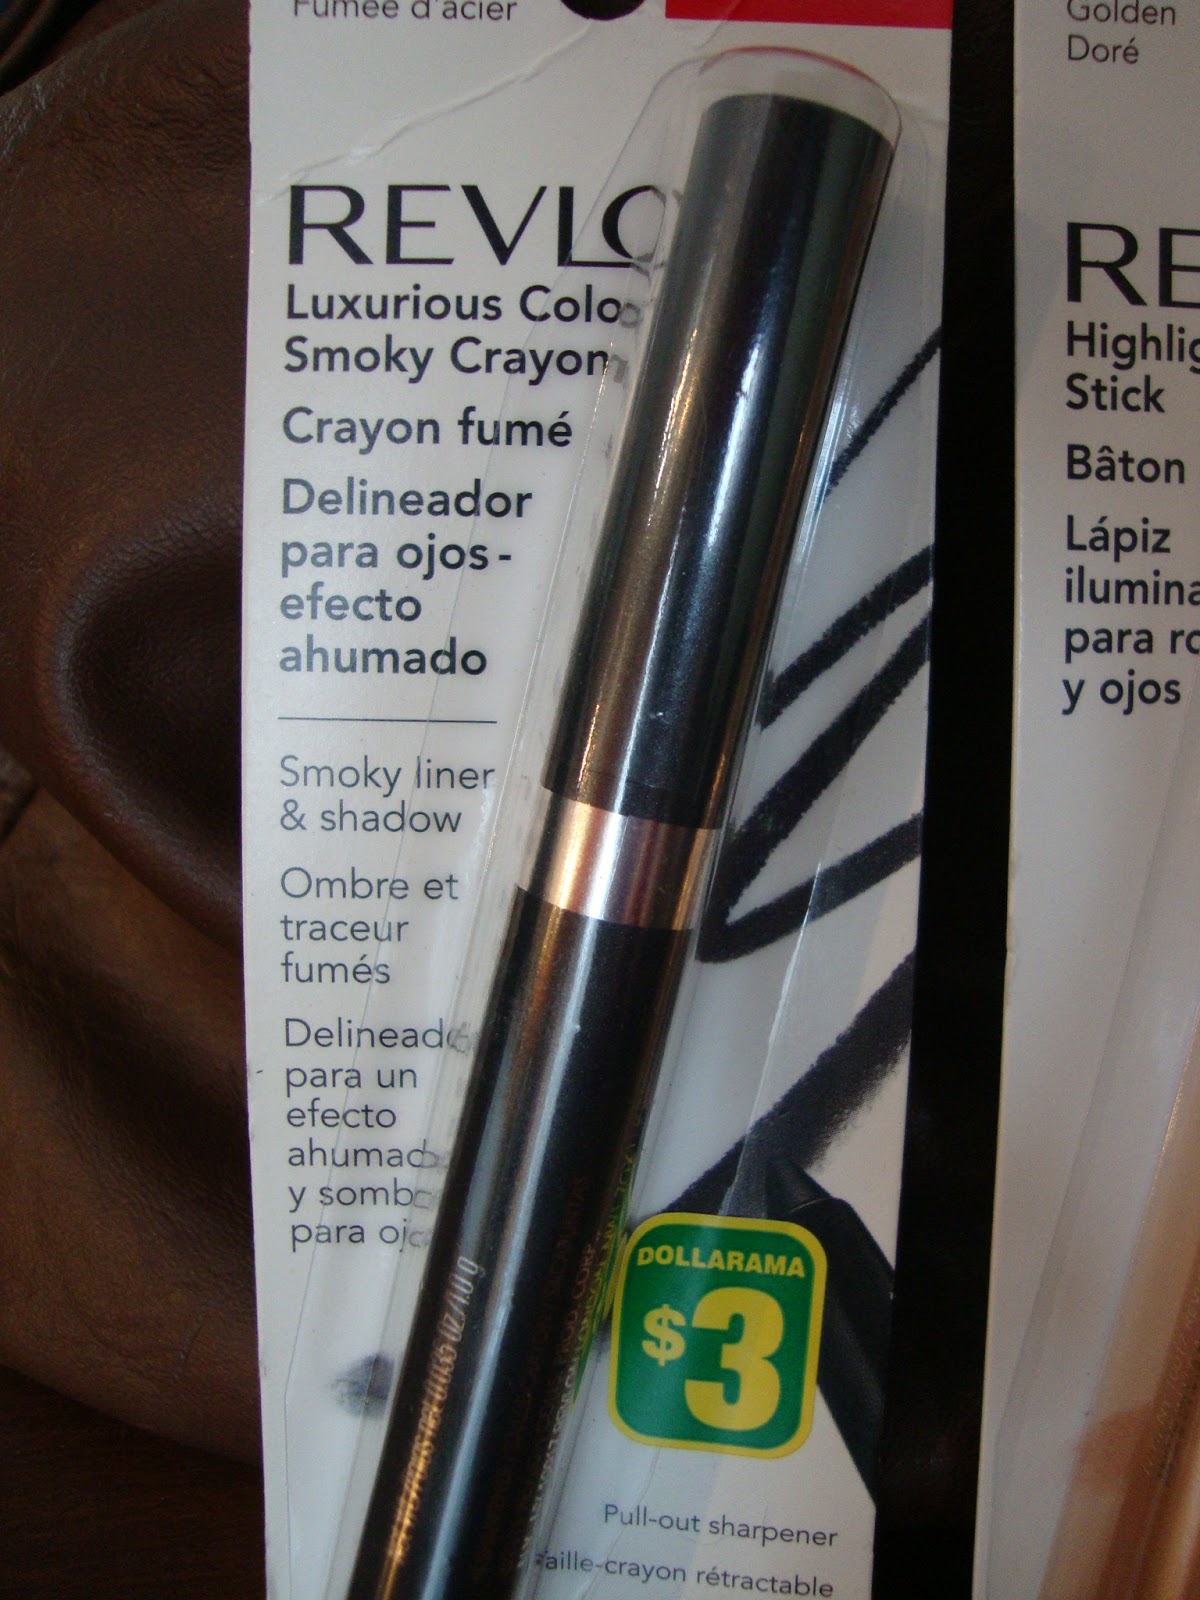 Fumée d'acier
REVLO
Luxurious Colo
Smoky Crayon
Crayon fumé
Delineador
para ojos-
efecto
ahumado
Smoky liner
& shadow
Ombre et
traceur
fumés
Delineado
para un
efecto
ahumad
y somb
para oj
DOLLARAMA
$3
Pull-out sharpener
aille-crayon rétractable
Golden
Doré
RE
Highlig
Stick
Bâton
Lápiz
ilumina
para ro
y ojos